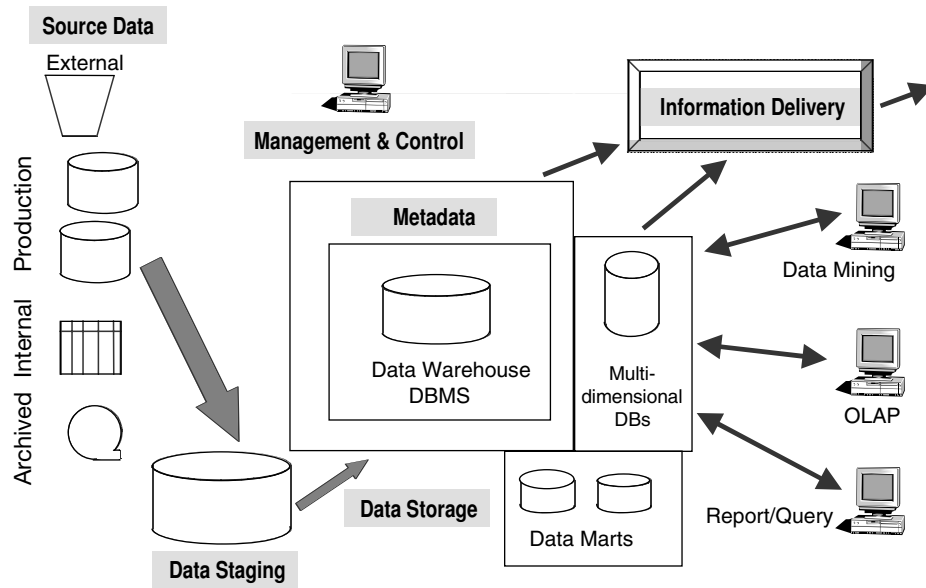 Source Data
External
Production
Internal
Archived
Management & Control
Information Delivery
Metadata
Data Warehouse
DBMS
Multi-
dimensional
DBs
Data Mining
OLAP
Report/Query
Data Storage
Data Marts
Data Staging